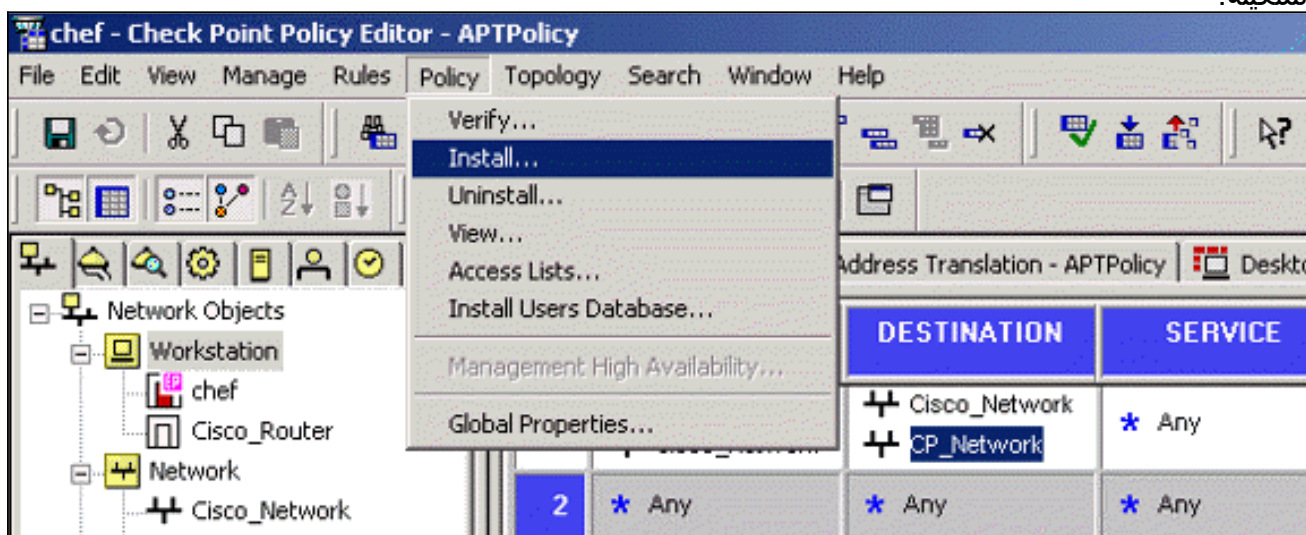 chef - Check Point Policy Editor - APTPolicy
File Edit View Manage Rules Policy Topology Search Window Help
Verify...
Install...
Uninstall...
View...
Access Lists...
Install Users Database...
Management High Availability...
Global Properties...
Address Translation - APTPolicy
Network Objects
Workstation
chef
Cisco_Router
Network
Cisco_Network
DESTINATION SERVICE
Cisco_Network
CP_Network
* Any
2 * Any * Any * Any